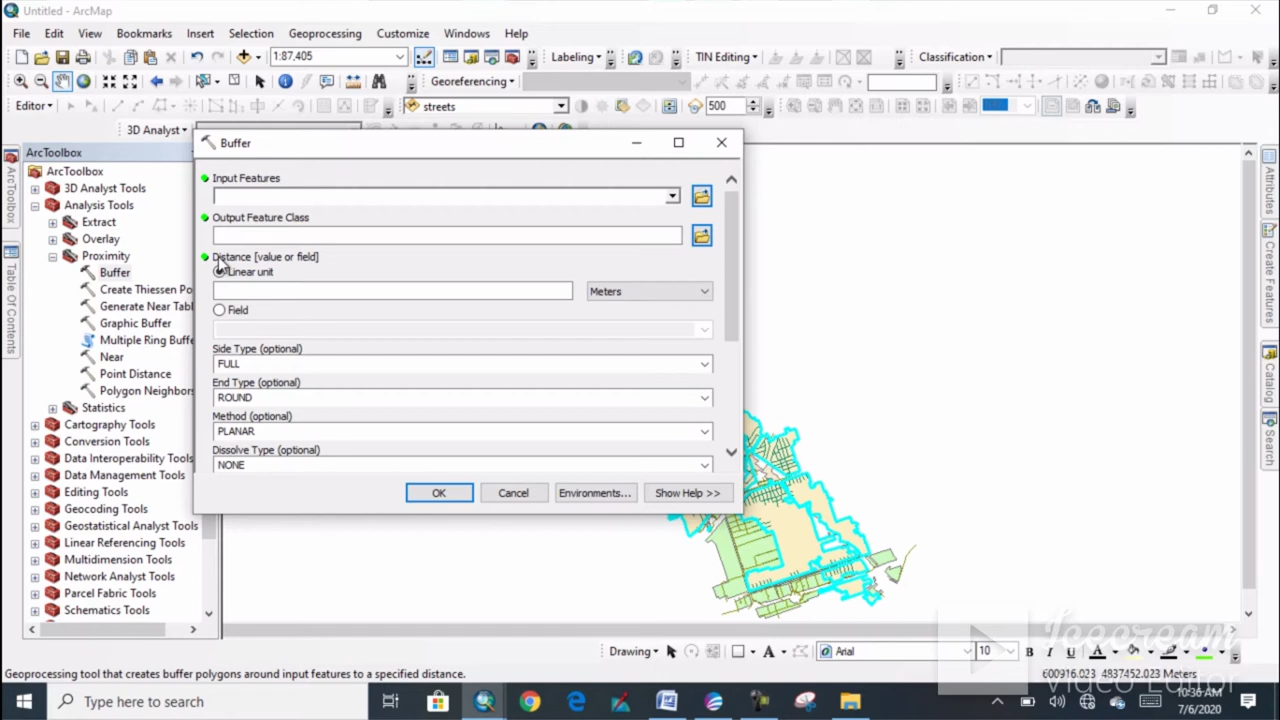 Untitled - ArcMap
File Edit View Bookmarks Insert Selection Geoprocessing Customize Windows Help
1:87,405 Labeling TIN Editing Classification
Georeferencing
Editor streets 500
3D Analyst
ArcToolbox
ArcToolbox
3D Analyst Tools
Analysis Tools
Extract
Overlay
Proximity
Buffer
Create Thiessen Po
Generate Near Tabl
Graphic Buffer
Multiple Ring Buffe
Near
Point Distance
Polygon Neighbors
Statistics
Cartography Tools
Conversion Tools
Data Interoperability Tools
Data Management Tools
Editing Tools
Geocoding Tools
Geostatistical Analyst Tools
Linear Referencing Tools
Multidimension Tools
Network Analyst Tools
Parcel Fabric Tools
Schematics Tools
ArcToolbox
Table Of Contents
Buffer
Input Features
Output Feature Class
Distance [value or field]
Linear unit
Meters
Field
Side Type (optional)
FULL
End Type (optional)
ROUND
Method (optional)
PLANAR
Dissolve Type (optional)
NONE
OK Cancel Environments... Show Help >>
Attributes
Create Features
Catalog
Search
Drawing A Arial 10 B I U A
Geoprocessing tool that creates buffer polygons around input features to a specified distance.
600916.023 4837452.023 Meters
Icecream
Video Editor
Type here to search
10:36 AM
7/6/2020